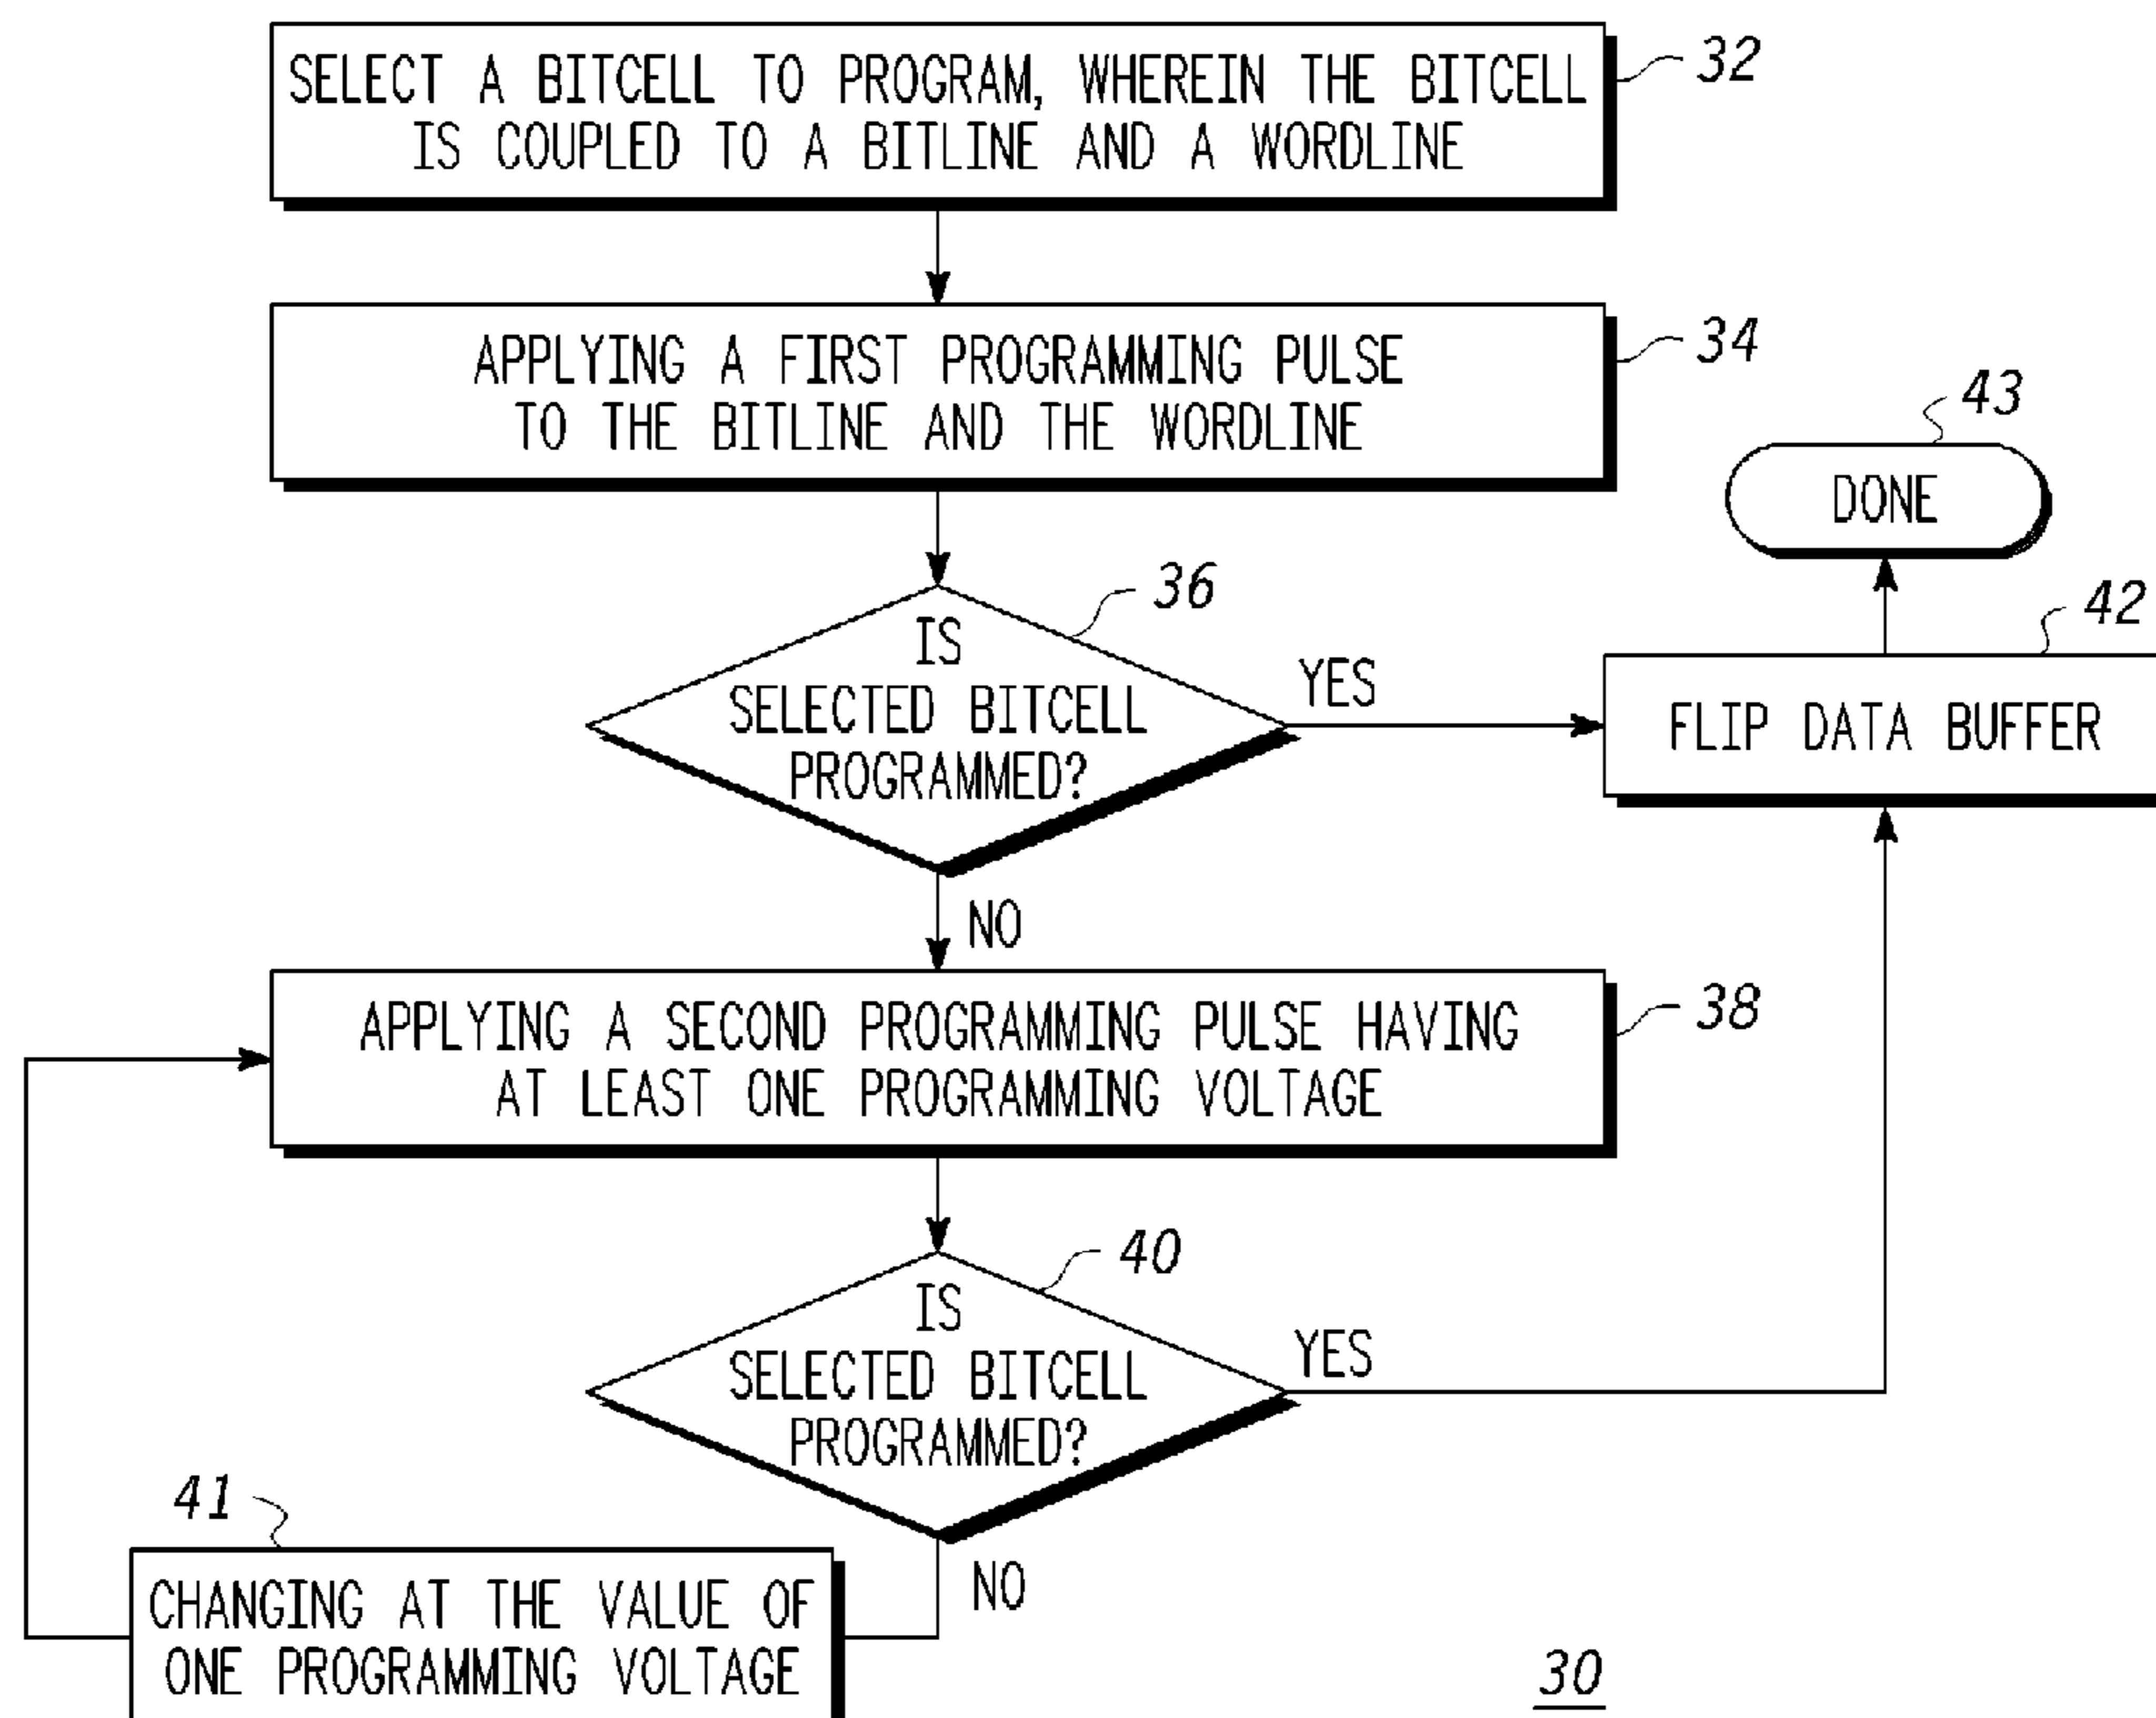 SELECT A BITCELL TO PROGRAM, WHEREIN THE BITCELL
IS COUPLED TO A BITLINE AND A WORDLINE
32
APPLYING A FIRST PROGRAMMING PULSE
TO THE BITLINE AND THE WORDLINE
34
43
DONE
36
IS
SELECTED BITCELL
PROGRAMMED?
YES
42
FLIP DATA BUFFER
NO
APPLYING A SECOND PROGRAMMING PULSE HAVING
AT LEAST ONE PROGRAMMING VOLTAGE
38
40
IS
SELECTED BITCELL
PROGRAMMED?
YES
41
NO
CHANGING AT THE VALUE OF
ONE PROGRAMMING VOLTAGE
30